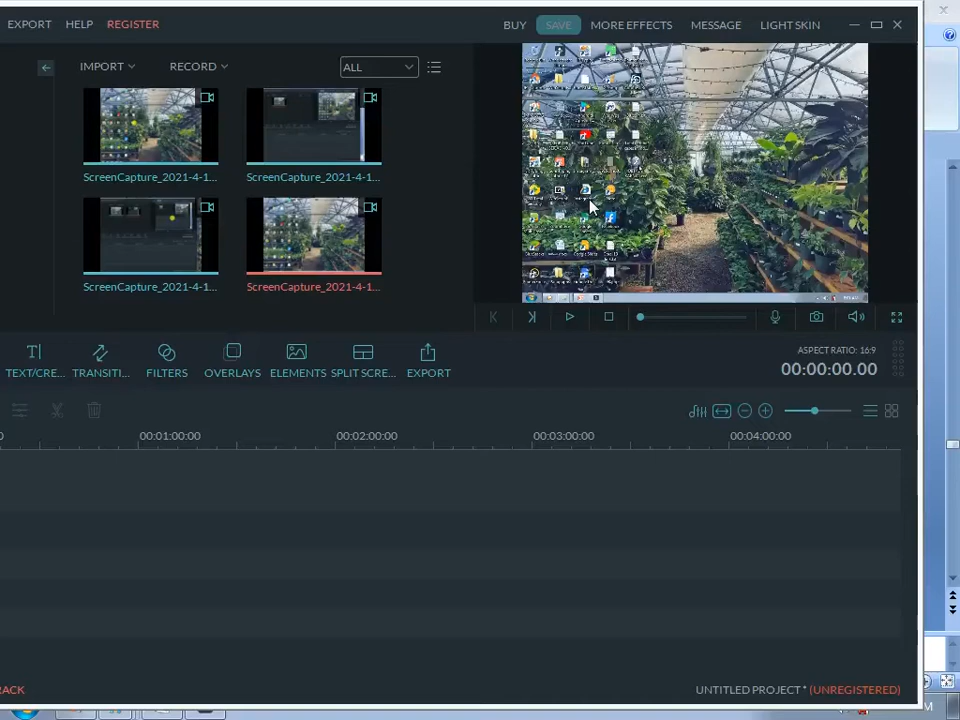 EXPORT HELP REGISTER BUY SAVE MORE EFFECTS MESSAGE LIGHT SKIN
IMPORT RECORD ALL
ScreenCapture_2021-4-1... ScreenCapture_2021-4-1...
ScreenCapture_2021-4-1... ScreenCapture_2021-4-1...
TEXT/CRE... TRANSITI... FILTERS OVERLAYS ELEMENTS SPLIT SCRE... EXPORT
ASPECT RATIO: 16:9
00:00:00.00
0 00:01:00:00 00:02:00:00 00:03:00:00 00:04:00:00
RACK
UNTITLED PROJECT * (UNREGISTERED)
M